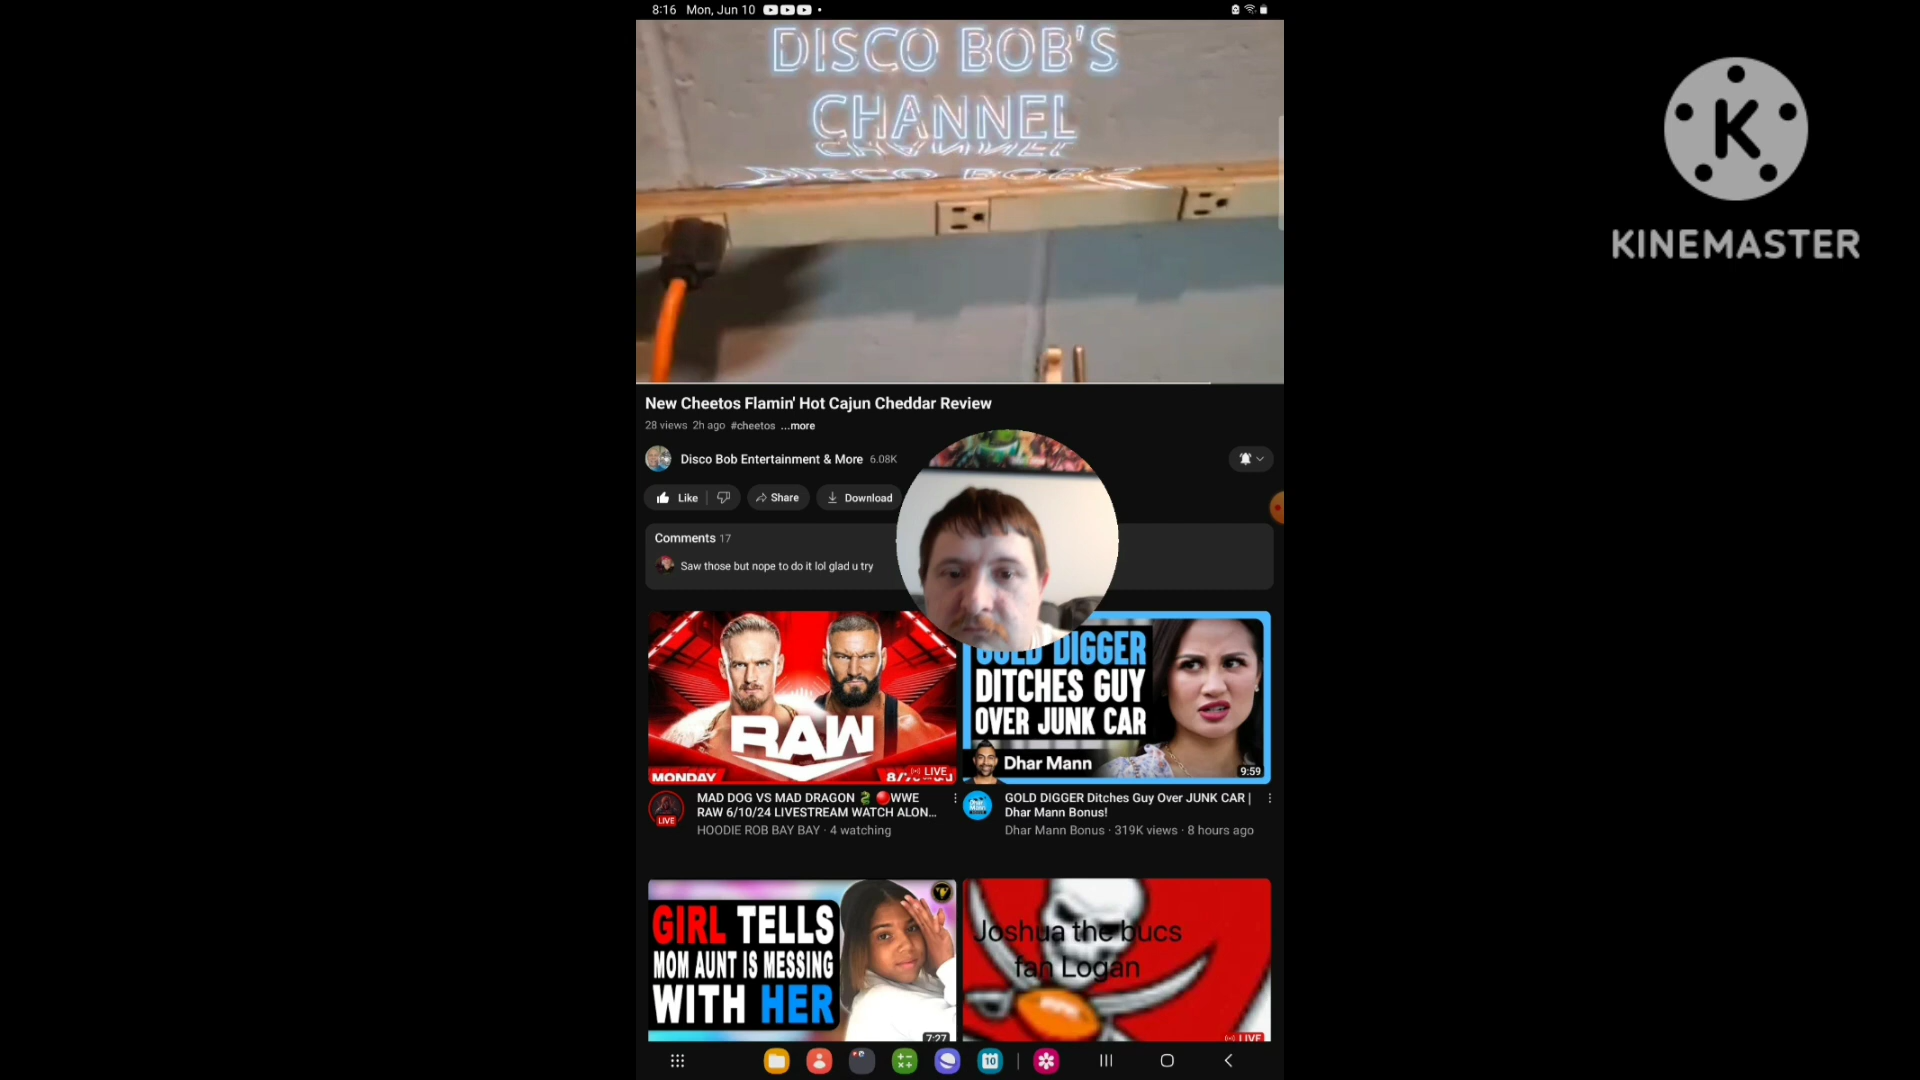 8:16 Mon, Jun 10
DISCO BOB'S
CHANNEL
K
KINEMASTER
New Cheetos Flamin' Hot Cajun Cheddar Review
28 views 2h ago #cheetos ...more
Disco Bob Entertainment & More 6.08K
Like Share Download
Comments 17
Saw those but nope to do it lol glad u try
RAW
MONDAY
LIVE
GOLD DIGGER
DITCHES GUY
OVER JUNK CAR
Dhar Mann
9:59
MAD DOG VS MAD DRAGON 🐉 🔴WWE
RAW 6/10/24 LIVESTREAM WATCH ALON...
HOODIE ROB BAY BAY · 4 watching
LIVE
GOLD DIGGER Ditches Guy Over JUNK CAR |
Dhar Mann Bonus!
Dhar Mann Bonus · 319K views · 8 hours ago
GIRL TELLS
MOM AUNT IS MESSING
WITH HER
7:27
Joshua the bucs
fan Logan
LIVE
10